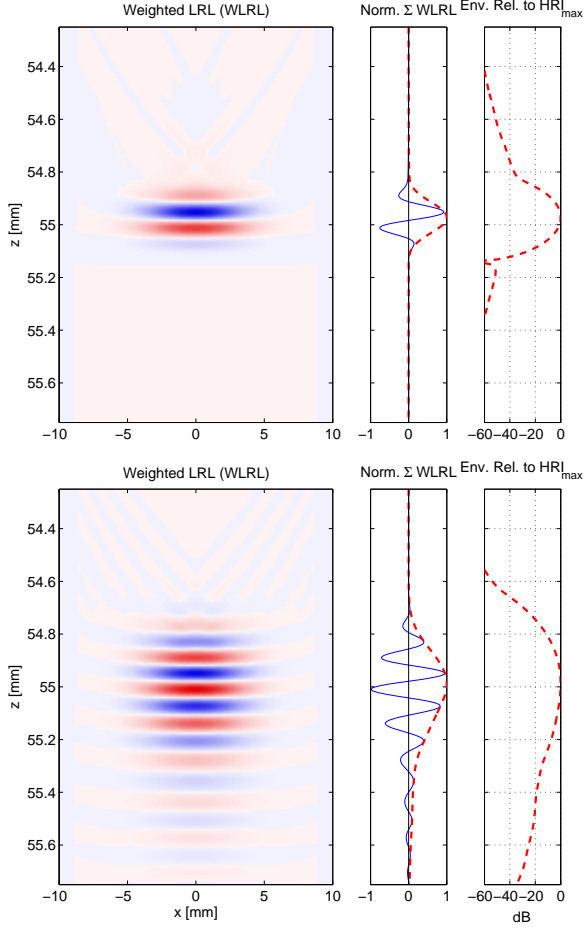 Weighted LRL (WLRL)
Norm. Σ WLRL
Env. Rel. to HRI_max
54.4
54.6
54.8
55
55.2
55.4
55.6
z [mm]
−10 −5 0 5 10
−1 0 1
−60 −40 −20 0
Weighted LRL (WLRL)
Norm. Σ WLRL
Env. Rel. to HRI_max
54.4
54.6
54.8
55
55.2
55.4
55.6
z [mm]
−10 −5 0 5 10
x [mm]
−1 0 1
−60 −40 −20 0
dB